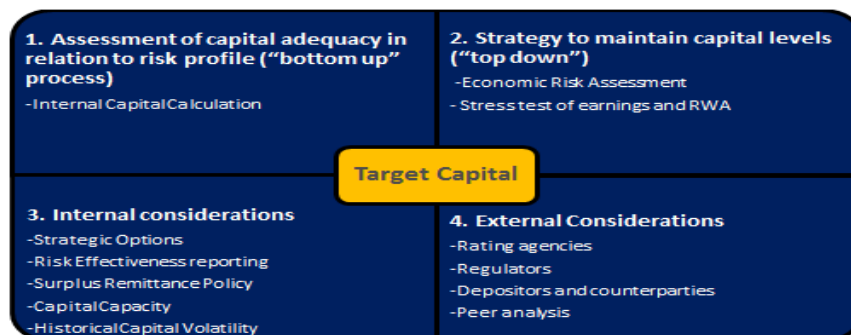 1. Assessment of capital adequacy in
relation to risk profile (“bottom up”
process)
-Internal Capital Calculation
2. Strategy to maintain capital levels
(“top down”)
-Economic Risk Assessment
-Stress test of earnings and RWA
Target Capital
3. Internal considerations
-Strategic Options
-Risk Effectiveness reporting
-Surplus Remittance Policy
-Capital Capacity
-Historical Capital Volatility
4. External Considerations
-Rating agencies
-Regulators
-Depositors and counterparties
-Peer analysis